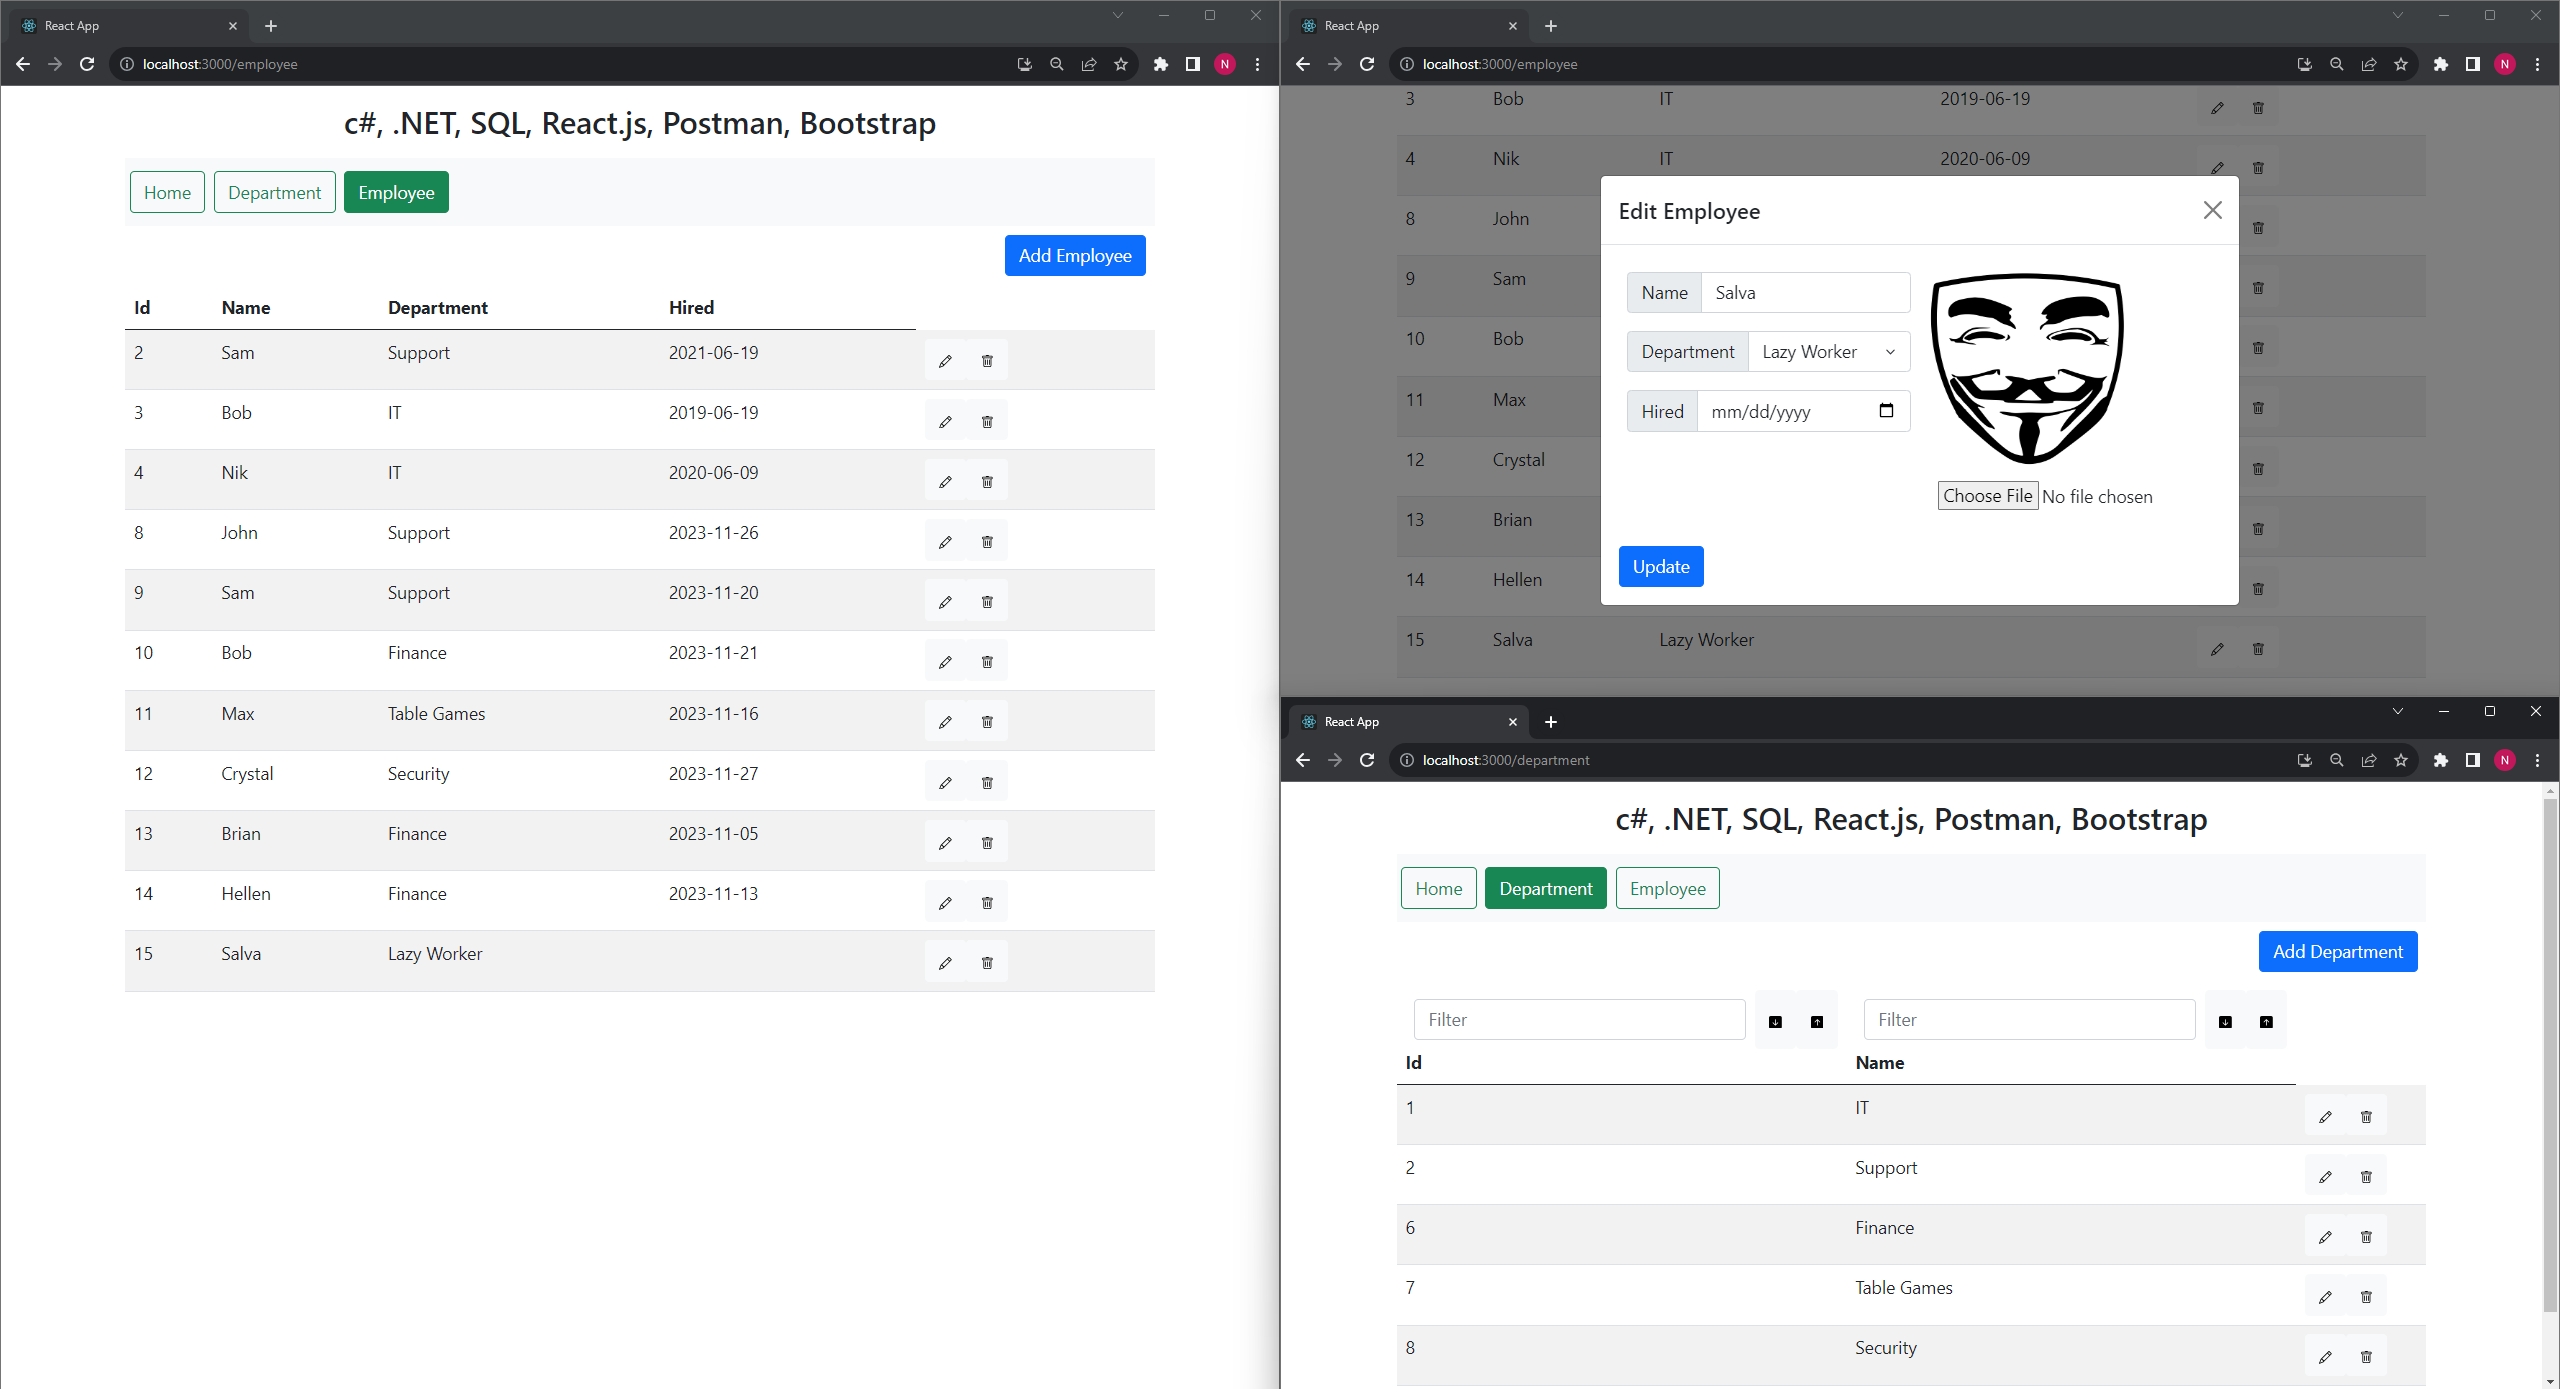 React App
localhost:3000/employee
N
c#, .NET, SQL, React.js, Postman, Bootstrap
Home Department Employee
Add Employee
Id Name Department Hired
2 Sam Support 2021-06-19
3 Bob IT 2019-06-19
4 Nik IT 2020-06-09
8 John Support 2023-11-26
9 Sam Support 2023-11-20
10 Bob Finance 2023-11-21
11 Max Table Games 2023-11-16
12 Crystal Security 2023-11-27
13 Brian Finance 2023-11-05
14 Hellen Finance 2023-11-13
15 Salva Lazy Worker
React App
localhost:3000/employee
N
3 Bob IT 2019-06-19
4 Nik IT 2020-06-09
8 John
9 Sam
10 Bob
11 Max
12 Crystal
13 Brian
14 Hellen
15 Salva Lazy Worker
Edit Employee
Name Salva
Department Lazy Worker
Hired mm/dd/yyyy
Choose File No file chosen
Update
React App
localhost:3000/department
N
c#, .NET, SQL, React.js, Postman, Bootstrap
Home Department Employee
Add Department
Filter Filter
Id Name
1 IT
2 Support
6 Finance
7 Table Games
8 Security